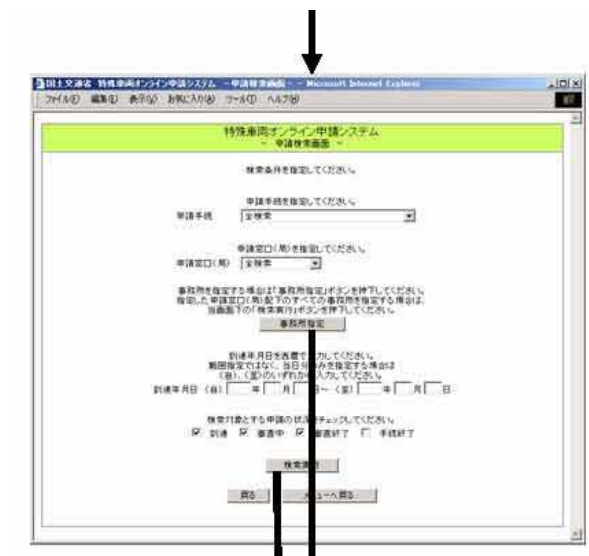 国土交通省 特殊車両オンライン申請システム －申請検索画面－ - Microsoft Internet Explorer
ファイル(F) 編集(E) 表示(V) お気に入り(A) ツール(T) ヘルプ(H)
特殊車両オンライン申請システム
－ 申請検索画面 －
検索条件を指定してください。
申請手続を指定してください。
申請手続 全検索
申請窓口(局)を指定してください。
申請窓口(局) 全検索
事務所を指定する場合は「事務所指定」ボタンを押下してください。
指定した申請窓口(局)配下のすべての事務所を指定する場合は、
当画面下の「検索実行」ボタンを押下してください。
事務所指定
到達年月日を西暦で入力してください。
範囲指定ではなく、当日分のみを指定する場合は
(自)、(至)のいずれかに入力してください。
到達年月日 (自) 年 月 日～ (至) 年 月 日
検索対象とする申請の状況をチェックしてください。
到達 審査中 審査終了 手続終了
検索実行
戻る メニューへ戻る